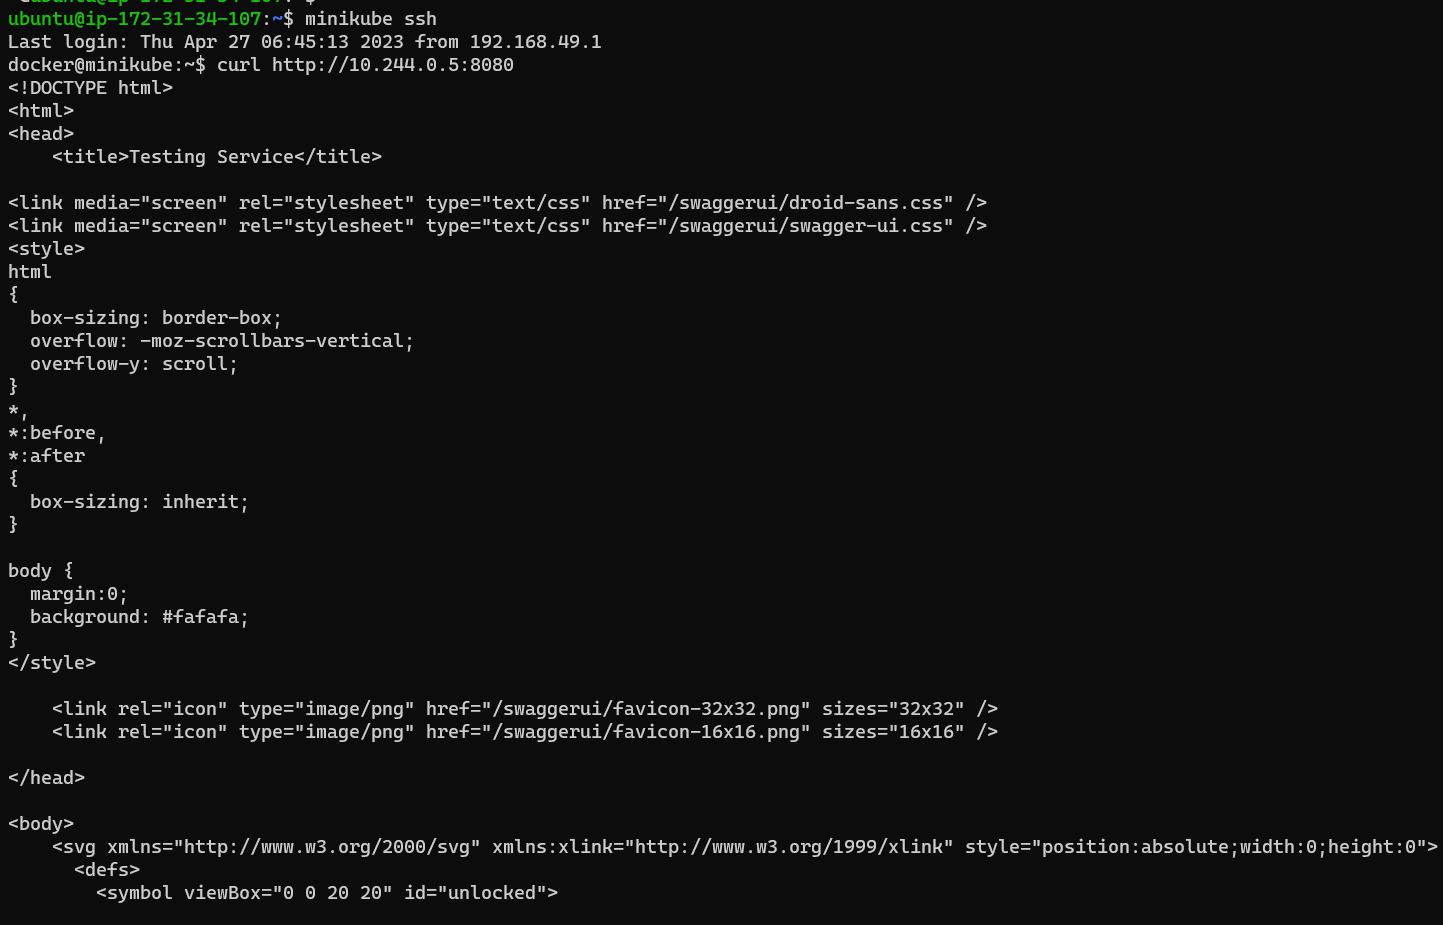 ubuntu@ip-172-31-34-107:~$ minikube ssh
Last login: Thu Apr 27 06:45:13 2023 from 192.168.49.1
docker@minikube:~$ curl http://10.244.0.5:8080
<!DOCTYPE html>
<html>
<head>
    <title>Testing Service</title>

<link media="screen" rel="stylesheet" type="text/css" href="/swaggerui/droid-sans.css" />
<link media="screen" rel="stylesheet" type="text/css" href="/swaggerui/swagger-ui.css" />
<style>
html
{
  box-sizing: border-box;
  overflow: -moz-scrollbars-vertical;
  overflow-y: scroll;
}
*,
*:before,
*:after
{
  box-sizing: inherit;
}

body {
  margin:0;
  background: #fafafa;
}
</style>

    <link rel="icon" type="image/png" href="/swaggerui/favicon-32x32.png" sizes="32x32" />
    <link rel="icon" type="image/png" href="/swaggerui/favicon-16x16.png" sizes="16x16" />

</head>

<body>
    <svg xmlns="http://www.w3.org/2000/svg" xmlns:xlink="http://www.w3.org/1999/xlink" style="position:absolute;width:0;height:0">
      <defs>
        <symbol viewBox="0 0 20 20" id="unlocked">